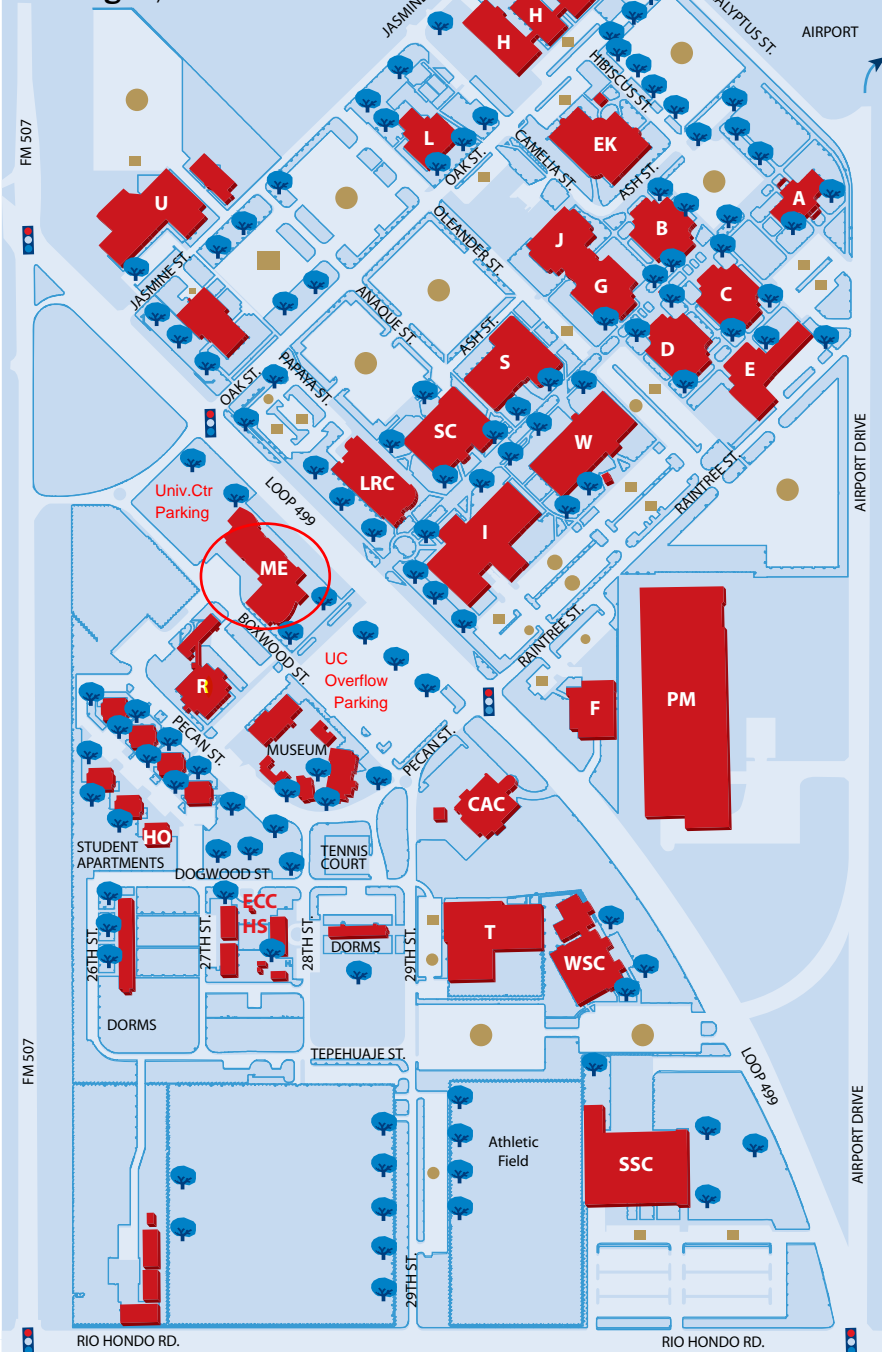 JASMINE
H
H
ALYPTUS ST.
AIRPORT
HIBISCUS ST.
FM 507
L
OAK ST.
CAMELIA ST.
EK
ASH ST.
A
U
B
OLEANDER ST.
J
G
C
JASMINE ST.
ANAQUE ST.
ASH ST.
D
E
S
PAPAYA ST.
OAK ST.
SC
W
AIRPORT DRIVE
LRC
RAINTREE ST.
Univ.Ctr
Parking
LOOP 499
I
ME
BOXWOOD ST.
RAINTREE ST.
UC
Overflow
Parking
R
F
PM
PECAN ST.
MUSEUM
PECAN ST.
CAC
HO
STUDENT
APARTMENTS
TENNIS
COURT
DOGWOOD ST
ECC
HS
26TH ST.
27TH ST.
28TH ST.
DORMS
29TH ST.
T
WSC
DORMS
TEPEHUAJE ST.
FM 507
LOOP 499
AIRPORT DRIVE
Athletic
Field
SSC
29TH ST.
RIO HONDO RD.
RIO HONDO RD.